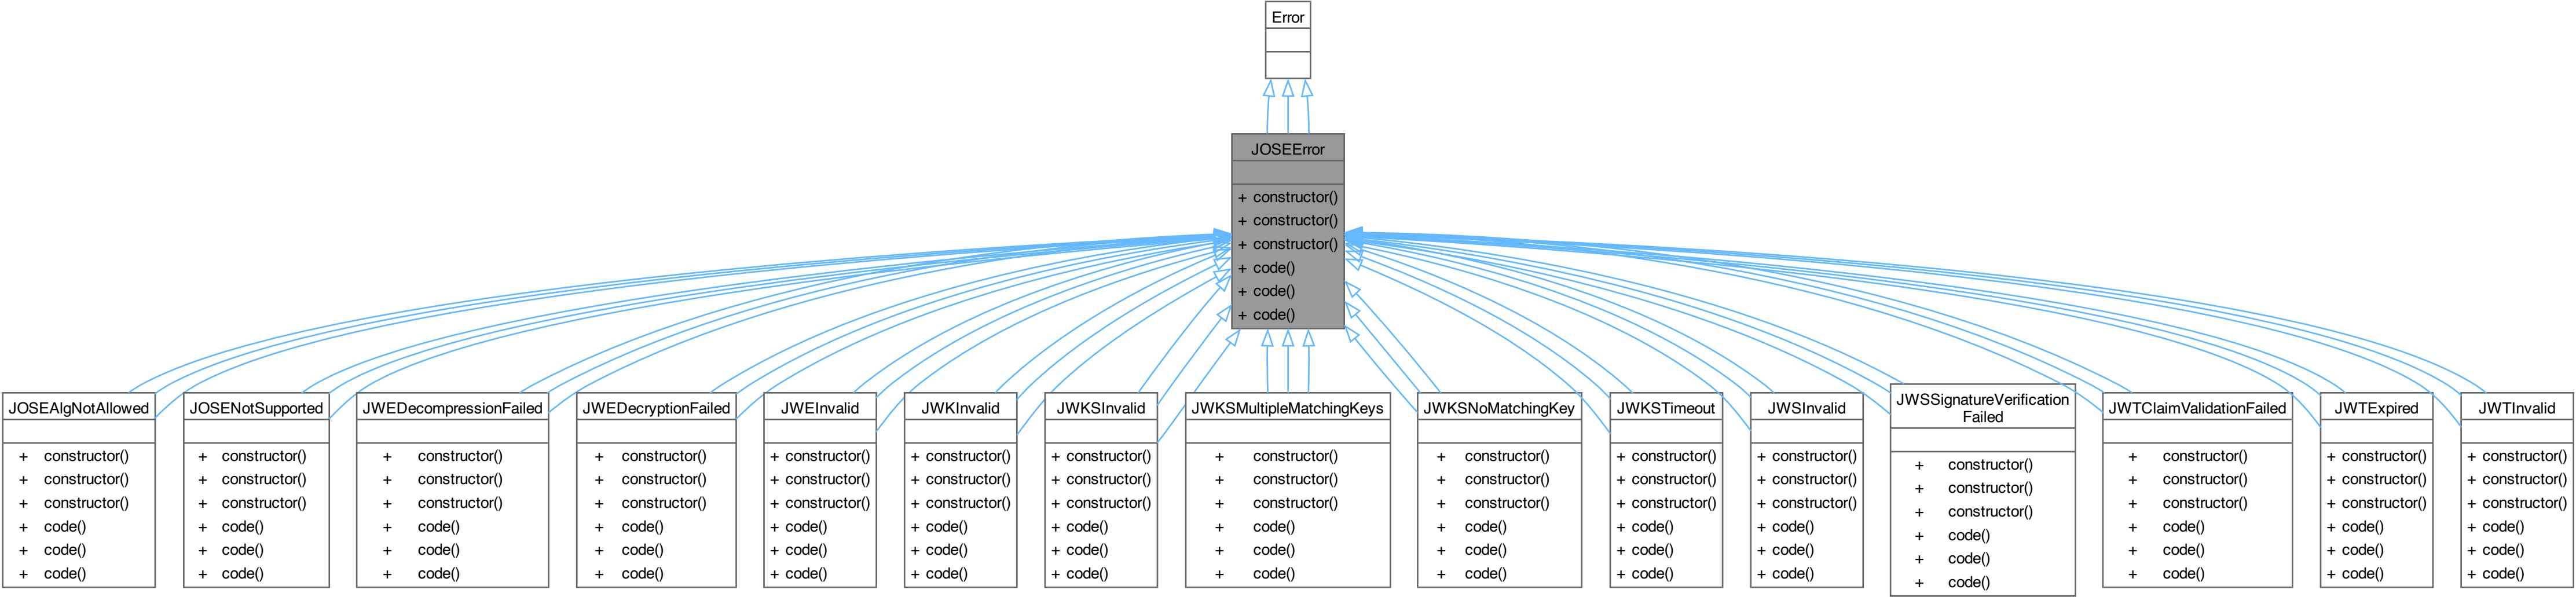 Error
JOSEError
+ constructor()
+ constructor()
+ constructor()
+ code()
+ code()
+ code()
JOSEAlgNotAllowed
+ constructor()
+ constructor()
+ constructor()
+ code()
+ code()
+ code()
JOSENotSupported
+ constructor()
+ constructor()
+ constructor()
+ code()
+ code()
+ code()
JWEDecompressionFailed
+ constructor()
+ constructor()
+ constructor()
+ code()
+ code()
+ code()
JWEDecryptionFailed
+ constructor()
+ constructor()
+ constructor()
+ code()
+ code()
+ code()
JWEInvalid
+ constructor()
+ constructor()
+ constructor()
+ code()
+ code()
+ code()
JWKInvalid
+ constructor()
+ constructor()
+ constructor()
+ code()
+ code()
+ code()
JWKSInvalid
+ constructor()
+ constructor()
+ constructor()
+ code()
+ code()
+ code()
JWKSMultipleMatchingKeys
+ constructor()
+ constructor()
+ constructor()
+ code()
+ code()
+ code()
JWKSNoMatchingKey
+ constructor()
+ constructor()
+ constructor()
+ code()
+ code()
+ code()
JWKSTimeout
+ constructor()
+ constructor()
+ constructor()
+ code()
+ code()
+ code()
JWSInvalid
+ constructor()
+ constructor()
+ constructor()
+ code()
+ code()
+ code()
JWSSignatureVerification
Failed
+ constructor()
+ constructor()
+ constructor()
+ code()
+ code()
+ code()
JWTClaimValidationFailed
+ constructor()
+ constructor()
+ constructor()
+ code()
+ code()
+ code()
JWTExpired
+ constructor()
+ constructor()
+ constructor()
+ code()
+ code()
+ code()
JWTInvalid
+ constructor()
+ constructor()
+ constructor()
+ code()
+ code()
+ code()